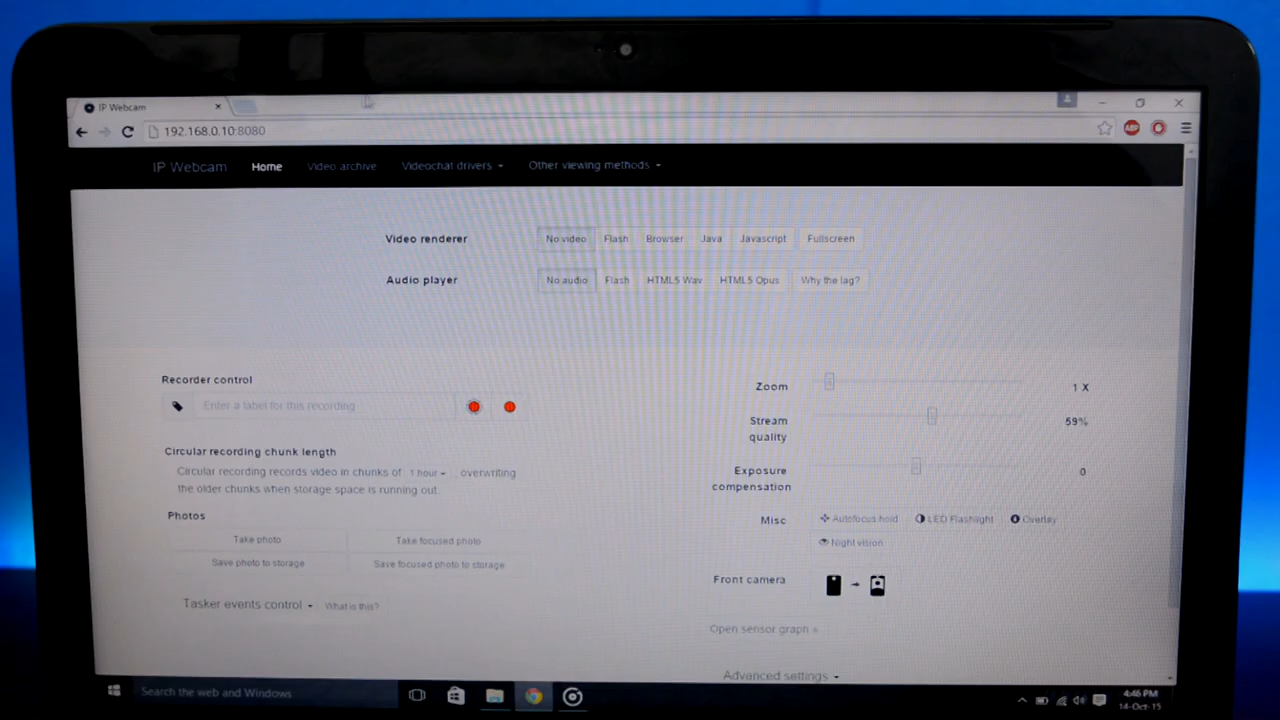 IP Webcam
192.168.0.10:8080
ABP
IP Webcam Home Video archive Videochat drivers Other viewing methods
Video renderer No video Flash Browser Java Javascript Fullscreen
Audio player No audio Flash HTML5 Wav HTML5 Opus Why the lag?
Recorder control
Enter a label for this recording
Circular recording chunk length
Circular recording records video in chunks of 1 hour , overwriting
the older chunks when storage space is running out.
Photos
Take photo Take focused photo
Save photo to storage Save focused photo to storage
Tasker events control What is this?
Zoom 1 X
Stream 59%
quality
Exposure 0
compensation
Misc Autofocus hold LED Flashlight Overlay
Night vision
Front camera
Open sensor graph »
Advanced settings
Search the web and Windows
4:46 PM
14-Oct-15